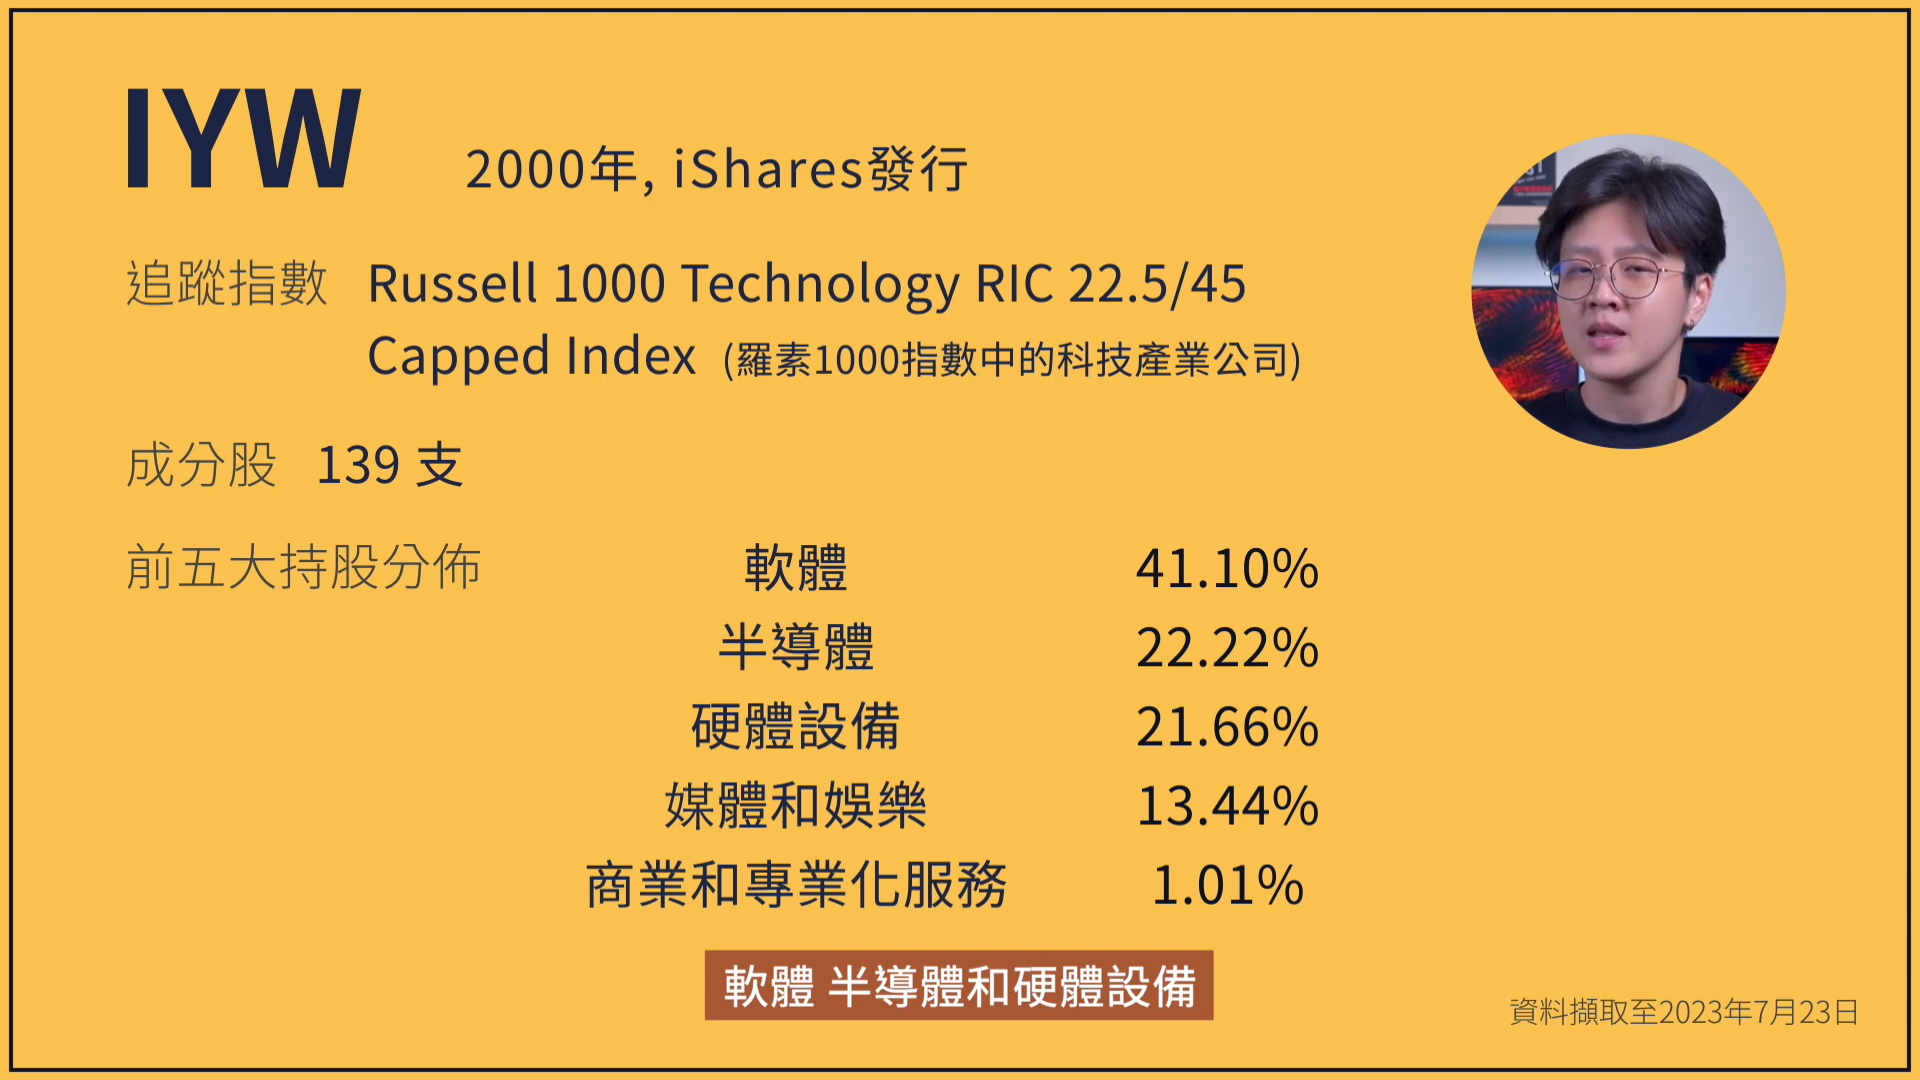 IYW
2000年, iShares發行
追蹤指數 Russell 1000 Technology RIC 22.5/45
Capped Index (羅素1000指數中的科技產業公司)
成分股 139 支
前五大持股分佈 軟體 41.10%
半導體 22.22%
硬體設備 21.66%
媒體和娛樂 13.44%
商業和專業化服務 1.01%
軟體 半導體和硬體設備
資料擷取至2023年7月23日